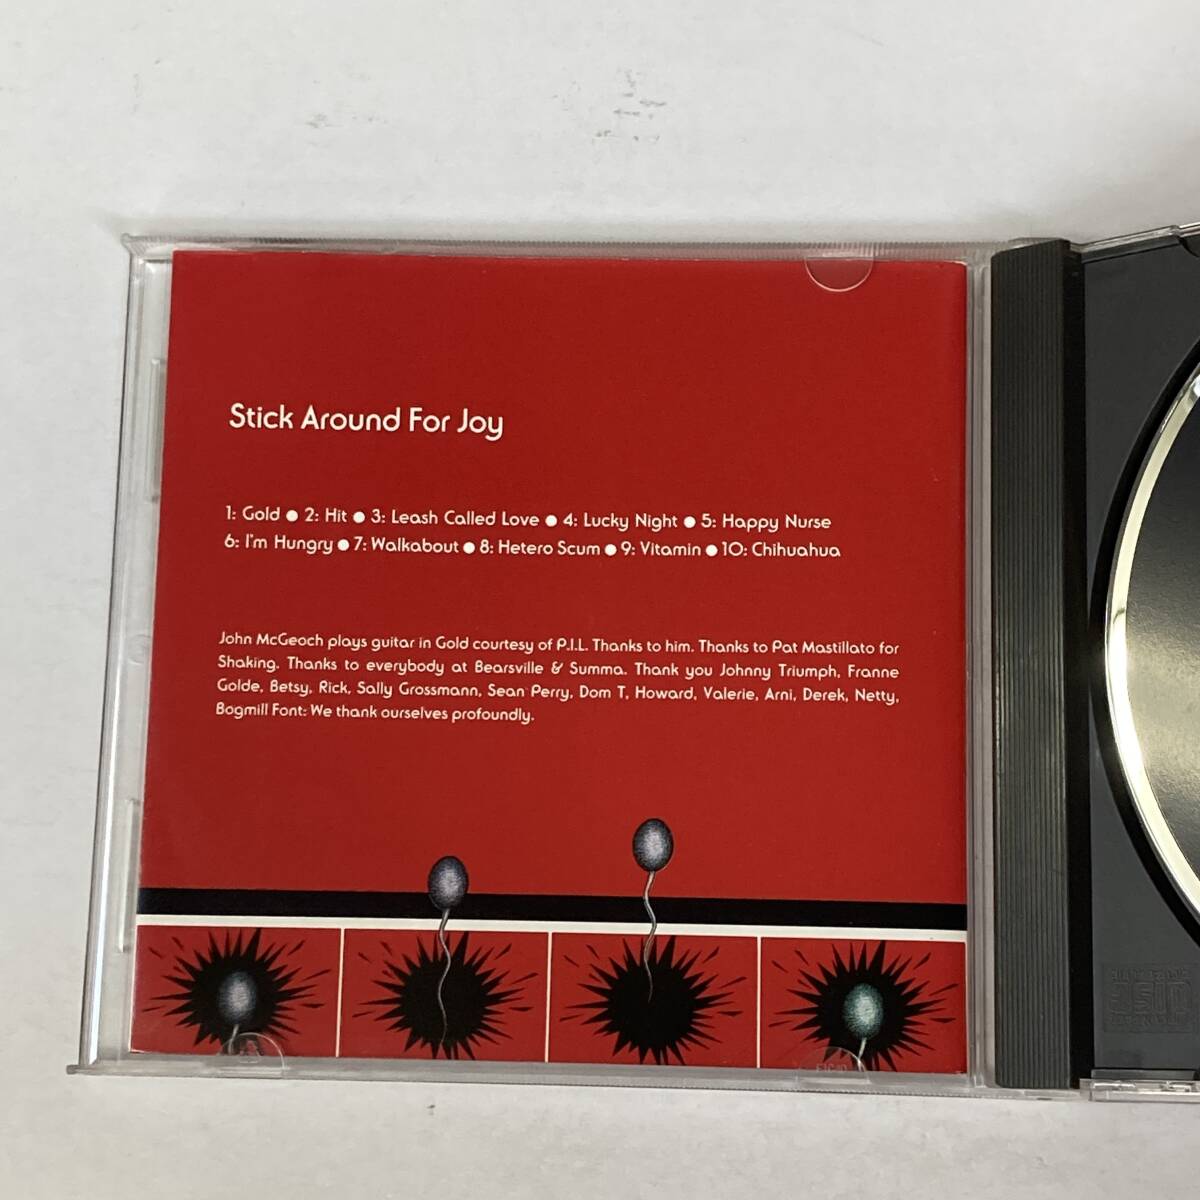 Stick Around For Joy
1: Gold ● 2: Hit ● 3: Leash Called Love ● 4: Lucky Night ● 5: Happy Nurse
6: I'm Hungry ● 7: Walkabout ● 8: Hetero Scum ● 9: Vitamin ● 10: Chihuahua
John McGeoch plays guitar in Gold courtesy of P.I.L. Thanks to him. Thanks to Pat Mastillato for
Shaking. Thanks to everybody at Bearsville & Summa. Thank you Johnny Triumph, Franne
Golde, Betsy, Rick, Sally Grossmann, Sean Perry, Dom T, Howard, Valerie, Arni, Derek, Netty,
Bogmill Font: We thank ourselves profoundly.